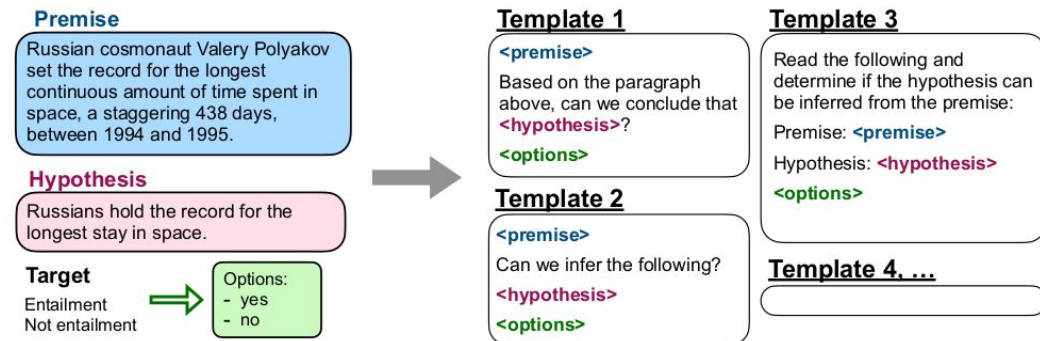 Premise
Russian cosmonaut Valery Polyakov
set the record for the longest
continuous amount of time spent in
space, a staggering 438 days,
between 1994 and 1995.
Hypothesis
Russians hold the record for the
longest stay in space.
Target
Entailment
Not entailment
Options:
- yes
- no
Template 1
<premise>
Based on the paragraph
above, can we conclude that
<hypothesis>?
<options>
Template 2
<premise>
Can we infer the following?
<hypothesis>
<options>
Template 3
Read the following and
determine if the hypothesis can
be inferred from the premise:
Premise: <premise>
Hypothesis: <hypothesis>
<options>
Template 4, ...